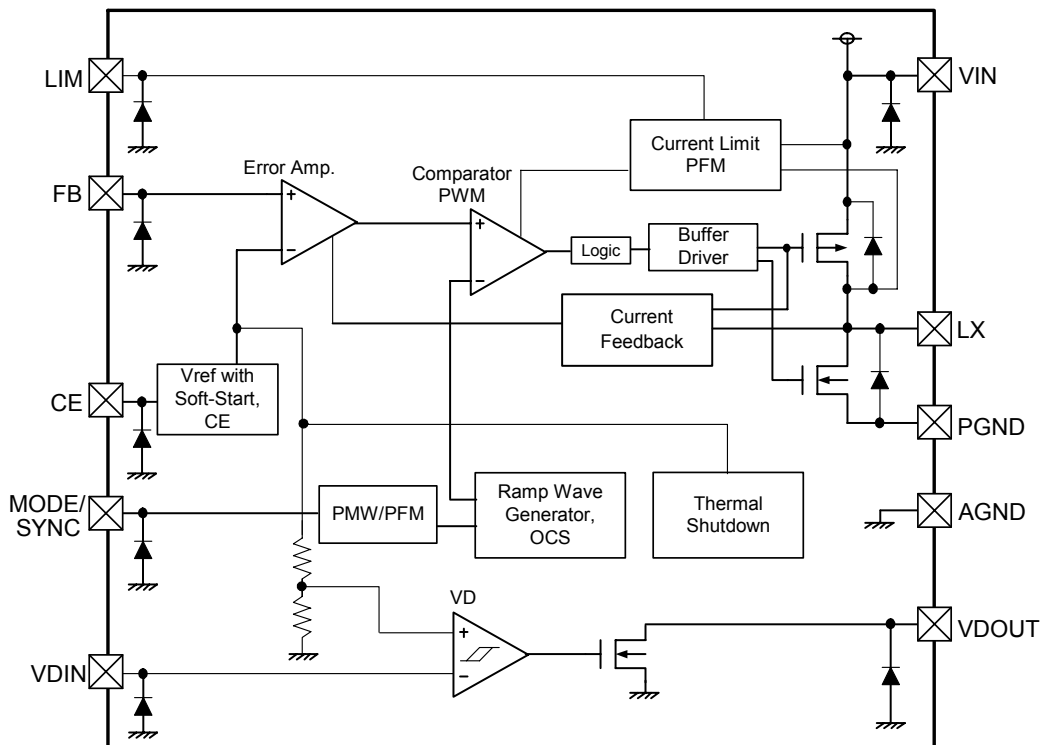 LIM
VIN
Current Limit
PFM
Error Amp.
Comparator
PWM
FB
+
−
+
−
Logic
Buffer
Driver
Current
Feedback
LX
Vref with
Soft-Start,
CE
CE
PGND
MODE/
SYNC
PMW/PFM
Ramp Wave
Generator,
OCS
Thermal
Shutdown
AGND
VD
+
−
VDOUT
VDIN